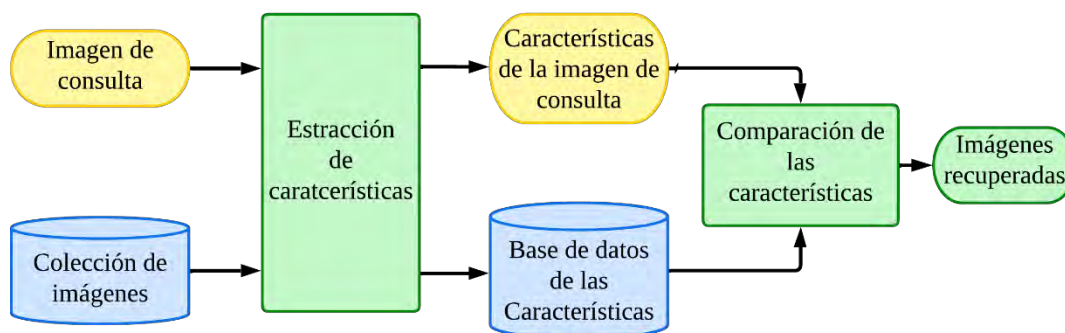 Imagen de
consulta
Estracción
de
caratcerísticas
Características
de la imagen de
consulta
Comparación de
las
características
Imágenes
recuperadas
Colección de
imágenes
Base de datos
de las
Características